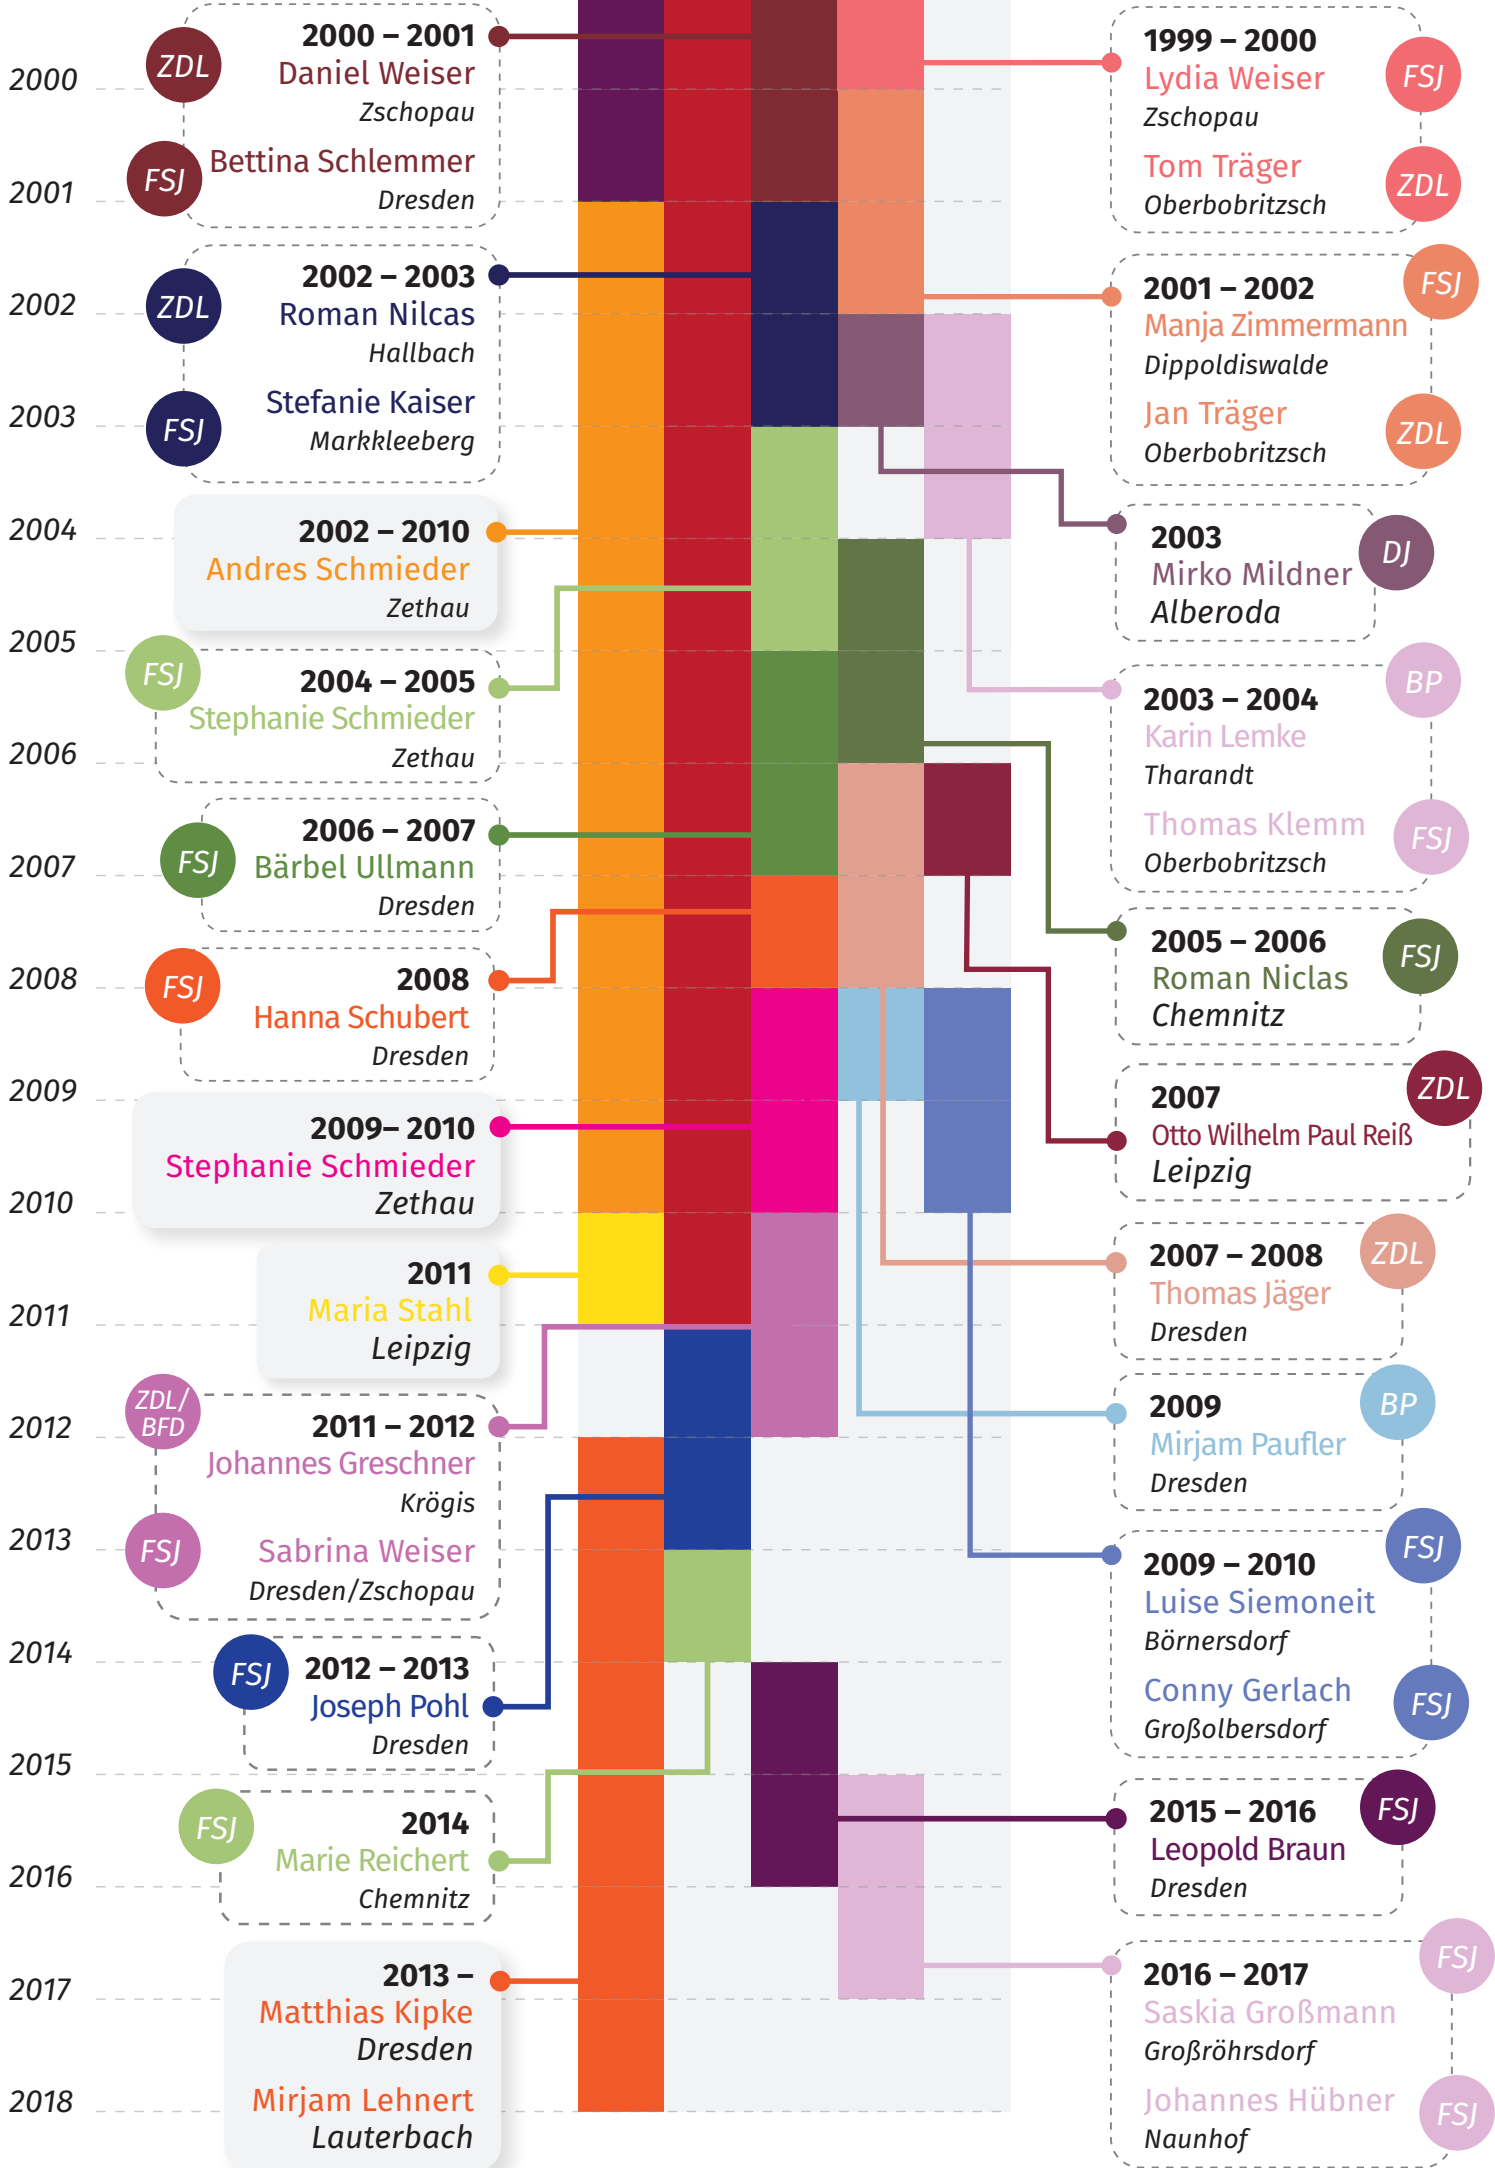 2000
2001
2002
2003
2004
2005
2006
2007
2008
2009
2010
2011
2012
2013
2014
2015
2016
2017
2018
ZDL
2000 – 2001
Daniel Weiser
Zschopau
FSJ
Bettina Schlemmer
Dresden
ZDL
2002 – 2003
Roman Nilcas
Hallbach
FSJ
Stefanie Kaiser
Markkleeberg
2002 – 2010
Andres Schmieder
Zethau
FSJ
2004 – 2005
Stephanie Schmieder
Zethau
FSJ
2006 – 2007
Bärbel Ullmann
Dresden
FSJ
2008
Hanna Schubert
Dresden
2009– 2010
Stephanie Schmieder
Zethau
2011
Maria Stahl
Leipzig
ZDL/
BFD
2011 – 2012
Johannes Greschner
Krögis
FSJ
Sabrina Weiser
Dresden/Zschopau
FSJ
2012 – 2013
Joseph Pohl
Dresden
FSJ
2014
Marie Reichert
Chemnitz
2013 –
Matthias Kipke
Dresden
Mirjam Lehnert
Lauterbach
1999 – 2000
Lydia Weiser
FSJ
Zschopau
Tom Träger
ZDL
Oberbobritzsch
FSJ
2001 – 2002
Manja Zimmermann
Dippoldiswalde
Jan Träger
ZDL
Oberbobritzsch
2003
DJ
Mirko Mildner
Alberoda
BP
2003 – 2004
Karin Lemke
Tharandt
Thomas Klemm
FSJ
Oberbobritzsch
2005 – 2006
FSJ
Roman Niclas
Chemnitz
ZDL
2007
Otto Wilhelm Paul Reiß
Leipzig
2007 – 2008
ZDL
Thomas Jäger
Dresden
2009
BP
Mirjam Paufler
Dresden
FSJ
2009 – 2010
Luise Siemoneit
Börnersdorf
Conny Gerlach
FSJ
Großolbersdorf
2015 – 2016
FSJ
Leopold Braun
Dresden
FSJ
2016 – 2017
Saskia Großmann
Großröhrsdorf
Johannes Hübner
FSJ
Naunhof